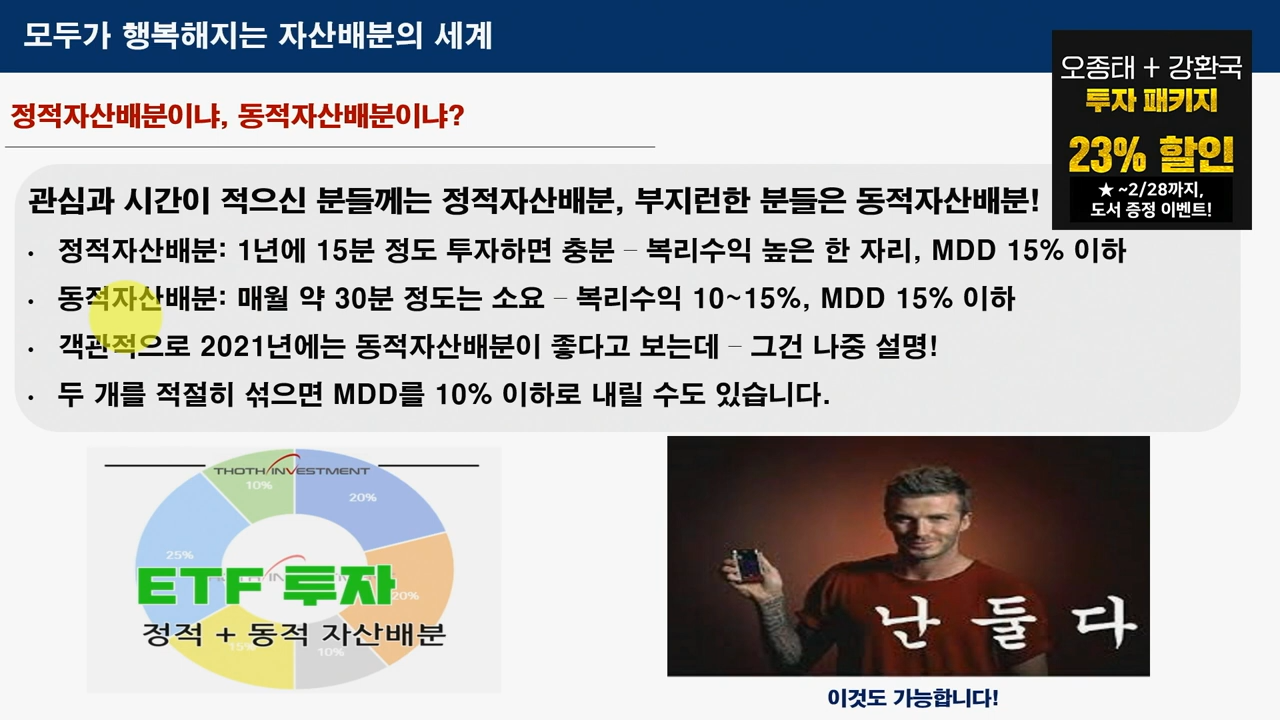 모두가 행복해지는 자산배분의 세계
오종태 + 강환국
투자 패키지
23% 할인
★ ~2/28까지,
도서 증정 이벤트!
정적자산배분이냐, 동적자산배분이냐?
관심과 시간이 적으신 분들께는 정적자산배분, 부지런한 분들은 동적자산배분!
· 정적자산배분: 1년에 15분 정도 투자하면 충분 – 복리수익 높은 한 자리, MDD 15% 이하
· 동적자산배분: 매월 약 30분 정도는 소요 – 복리수익 10~15%, MDD 15% 이하
· 객관적으로 2021년에는 동적자산배분이 좋다고 보는데 – 그건 나중 설명!
· 두 개를 적절히 섞으면 MDD를 10% 이하로 내릴 수도 있습니다.
THOTH INVESTMENT
10%
20%
25%
ETF 투자
20%
정적 + 동적 자산배분
15%
10%
난 둘 다
이것도 가능합니다!